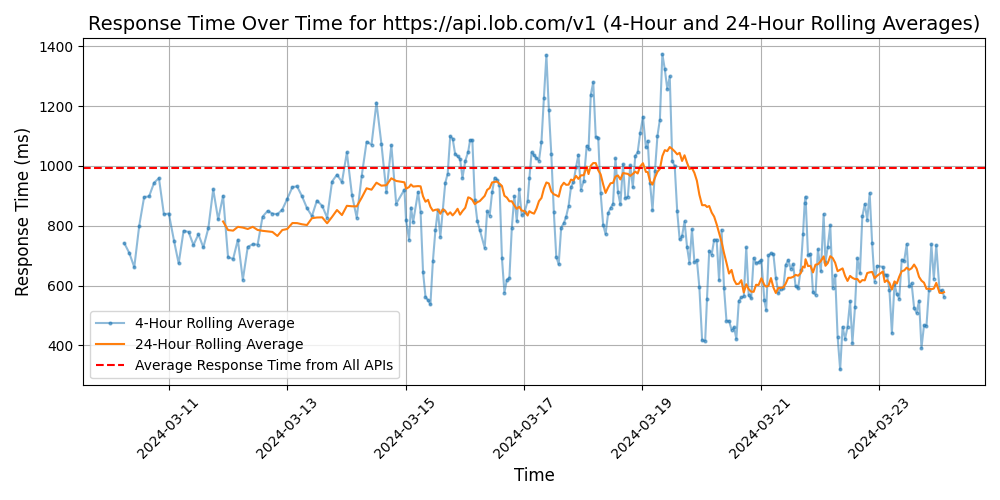 Response Time Over Time for https://api.lob.com/v1 (4-Hour and 24-Hour Rolling Averages)
Response Time (ms)
1400
1200
1000
800
600
400
4-Hour Rolling Average
24-Hour Rolling Average
Average Response Time from All APIs
2024-03-11
2024-03-13
2024-03-15
2024-03-17
2024-03-19
2024-03-21
2024-03-23
Time